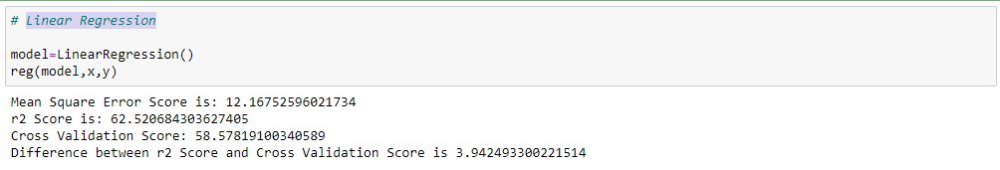 # Linear Regression
model=LinearRegression()
reg(model,x,y)
Mean Square Error Score is: 12.16752596021734
r2 Score is: 62.520684303627405
Cross Validation Score: 58.57819100340589
Difference between r2 Score and Cross Validation Score is 3.942493300221514